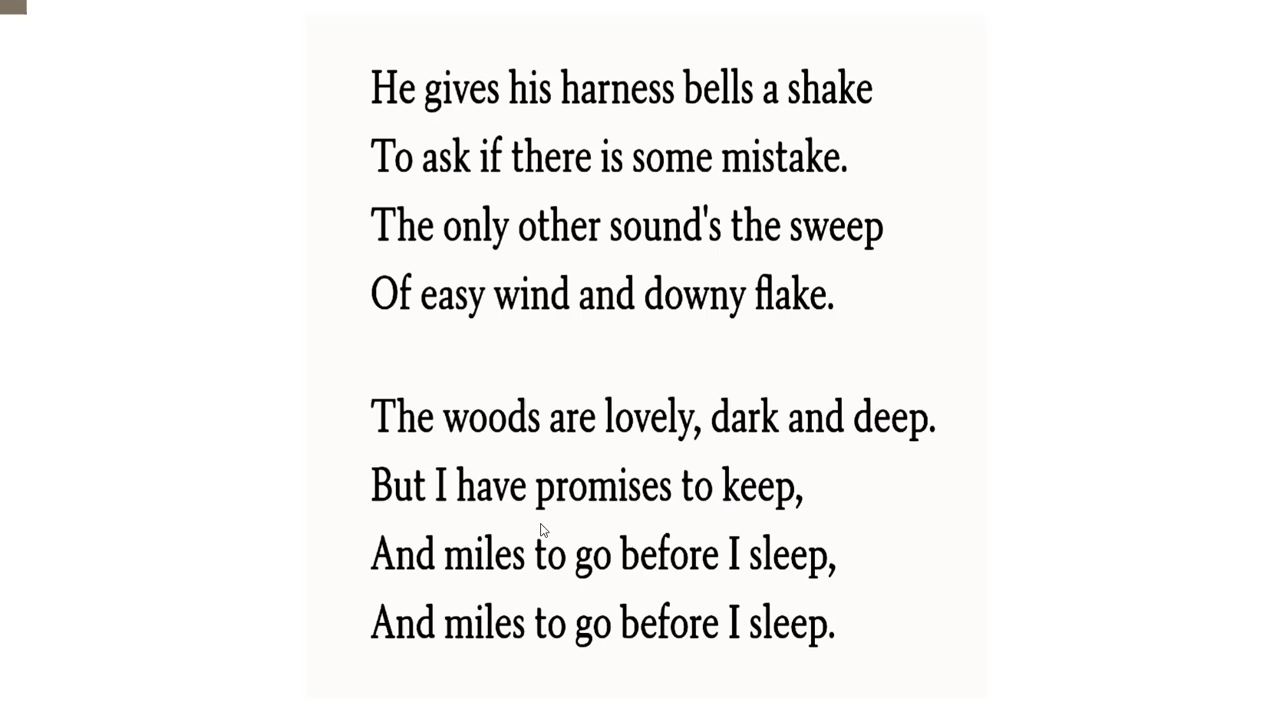 He gives his harness bells a shake
To ask if there is some mistake.
The only other sound's the sweep
Of easy wind and downy flake.
The woods are lovely, dark and deep.
But I have promises to keep,
And miles to go before I sleep,
And miles to go before I sleep.